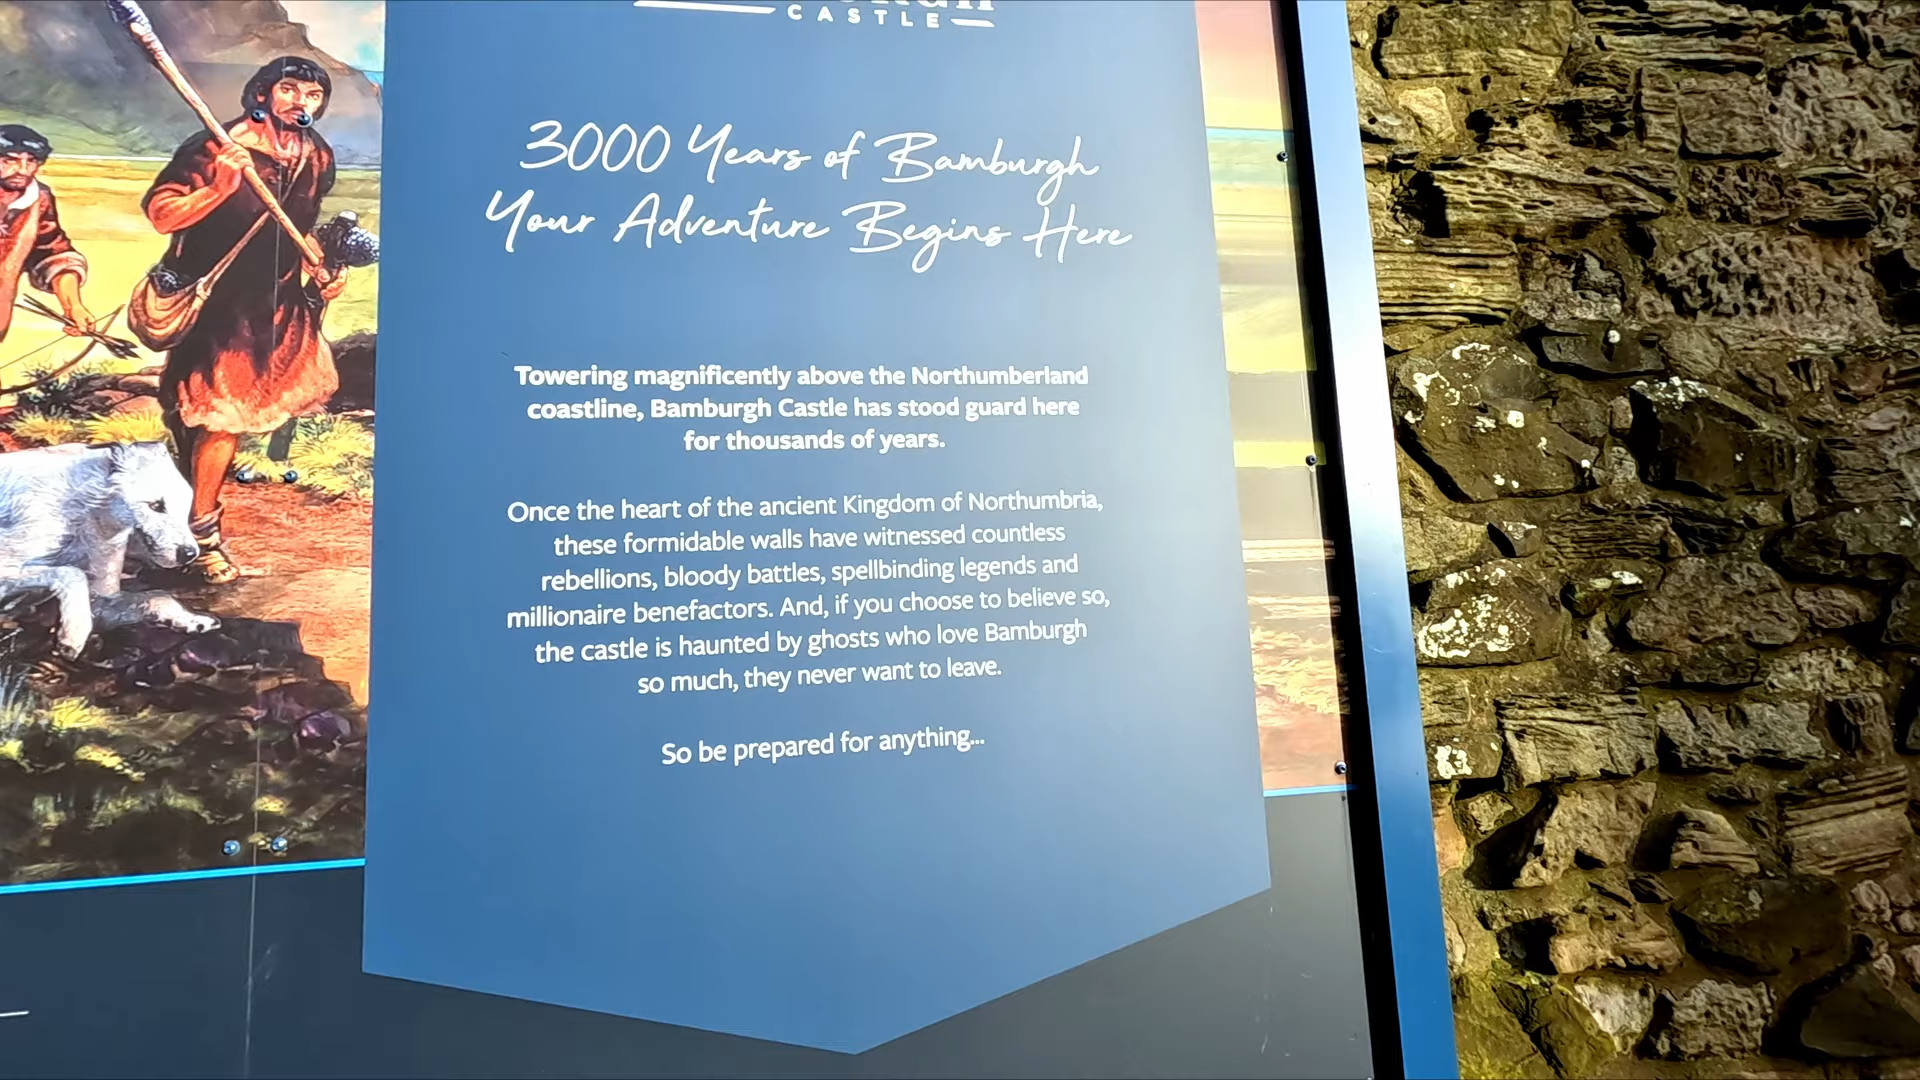 CASTLE
3000 Years of Bamburgh
Your Adventure Begins Here
Towering magnificently above the Northumberland
coastline, Bamburgh Castle has stood guard here
for thousands of years.
Once the heart of the ancient Kingdom of Northumbria,
these formidable walls have witnessed countless
rebellions, bloody battles, spellbinding legends and
millionaire benefactors. And, if you choose to believe so,
the castle is haunted by ghosts who love Bamburgh
so much, they never want to leave.
So be prepared for anything...